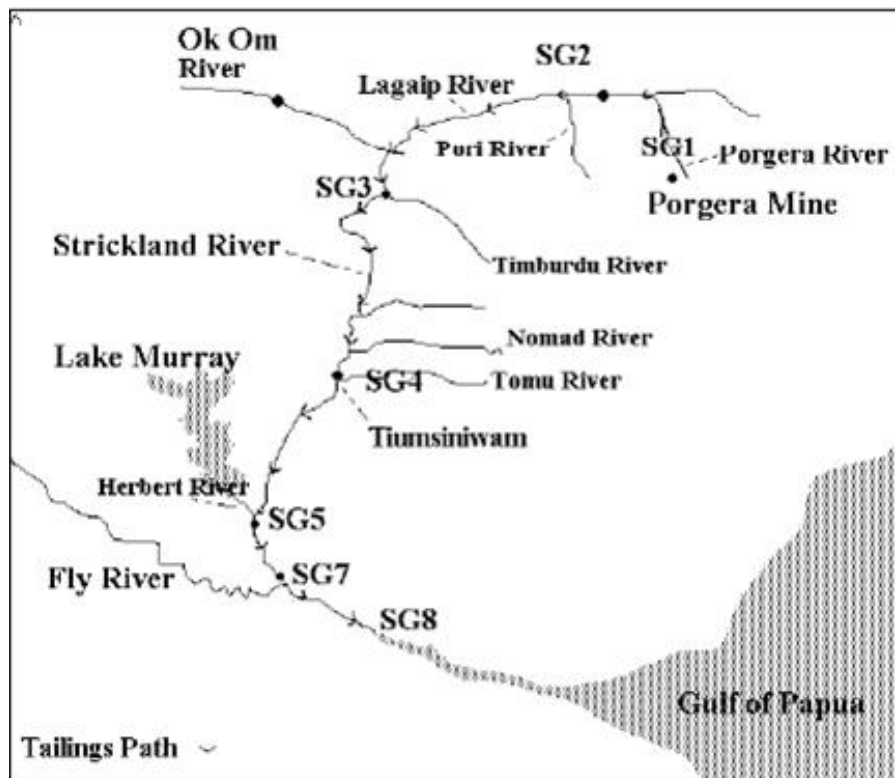 Ok Om
River
SG2
Lagaip River
Pori River
SG1
Porgera River
SG3
Porgera Mine
Strickland River
Timburdu River
Nomad River
Lake Murray
SG4
Tomu River
Tiumsiniwam
Herbert River
SG5
Fly River
SG7
SG8
Gulf of Papua
Tailings Path